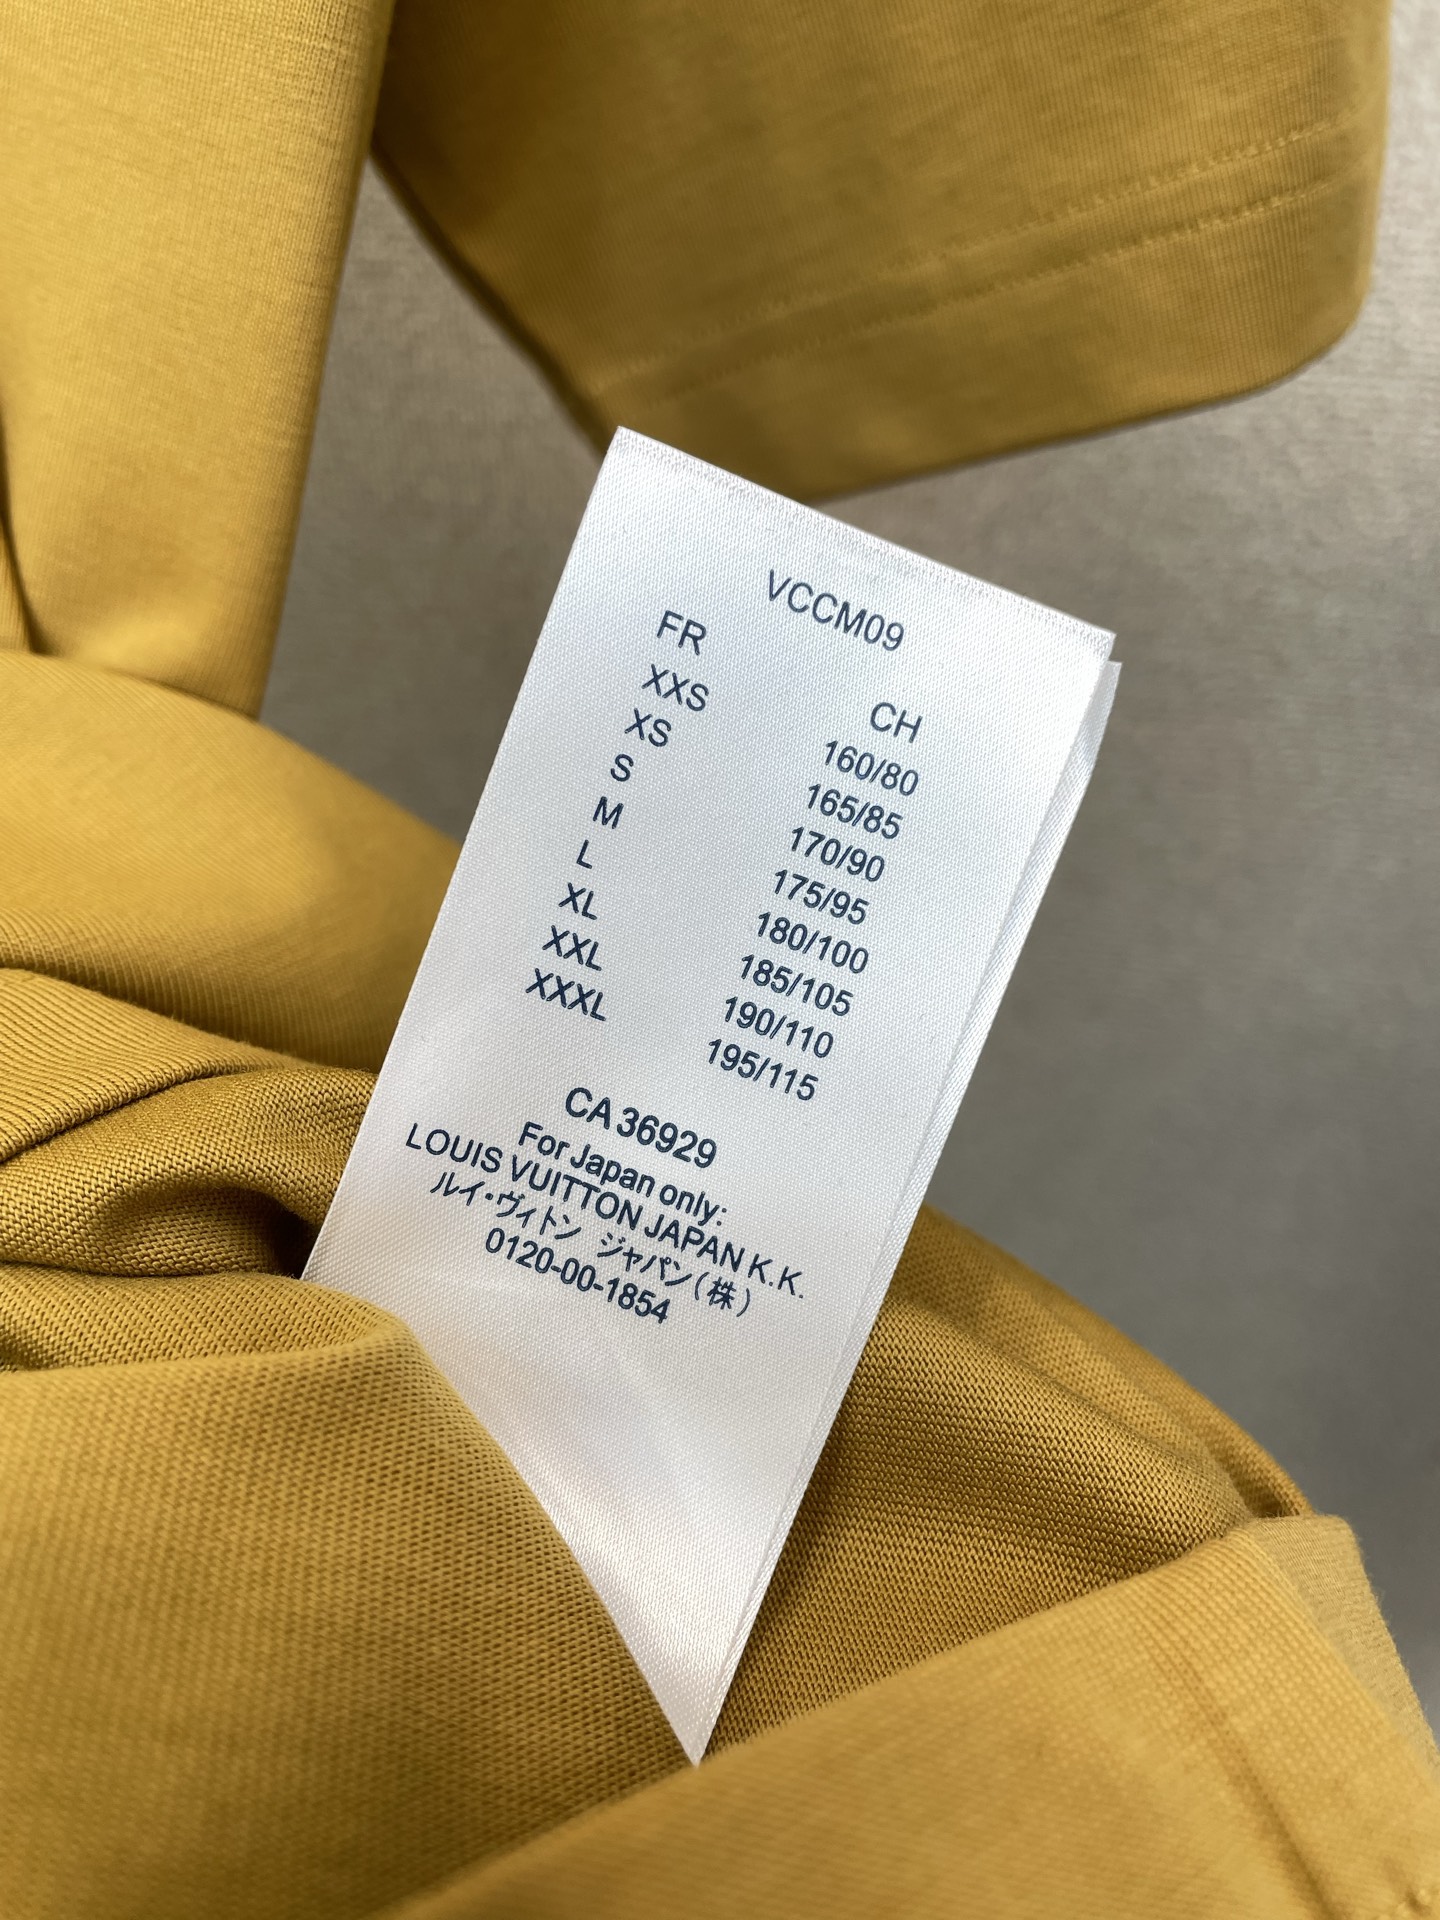 VCCM09
FR CH
XXS 160/80
XS 165/85
S 170/90
M 175/95
L 180/100
XL 185/105
XXL 190/110
XXXL 195/115
CA 36929
For Japan only:
LOUIS VUITTON JAPAN K.K.
ルイ・ヴィトン ジャパン(株)
0120-00-1854